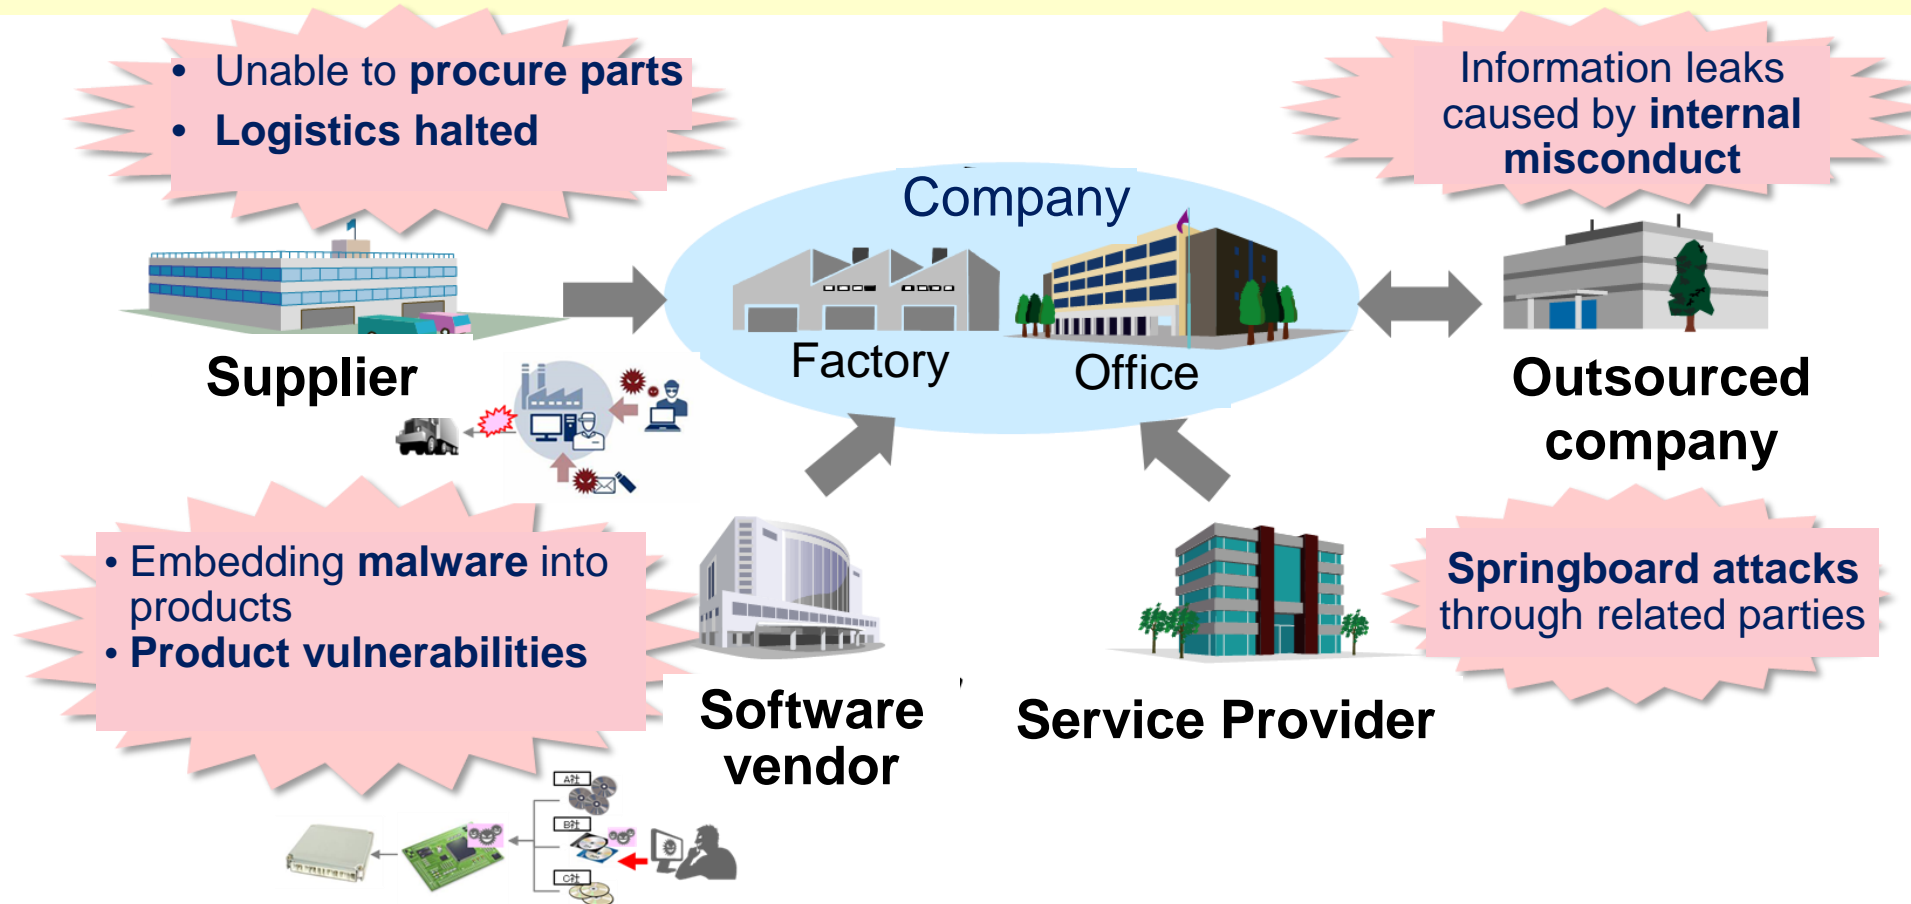 • Unable to procure parts
• Logistics halted
Information leaks
caused by internal
misconduct
Company
Factory
Office
Supplier
Outsourced
company
• Embedding malware into
products
• Product vulnerabilities
Springboard attacks
through related parties
Software
vendor
Service Provider
A社
B社
C社